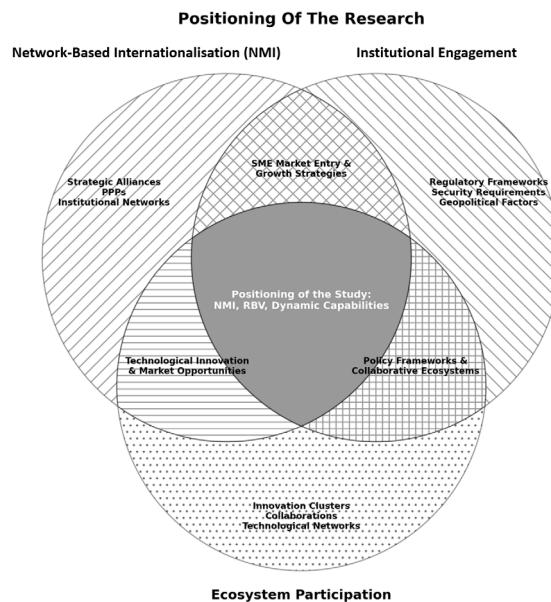 Positioning Of The Research
Network-Based Internationalisation (NMI)
Institutional Engagement
SME Market Entry &
Growth Strategies
Strategic Alliances
PPPs
Institutional Networks
Regulatory Frameworks
Security Requirements
Geopolitical Factors
Positioning of the Study:
NMI, RBV, Dynamic Capabilities
Technological Innovation
& Market Opportunities
Policy Frameworks &
Collaborative Ecosystems
Innovation Clusters
Collaborations
Technological Networks
Ecosystem Participation